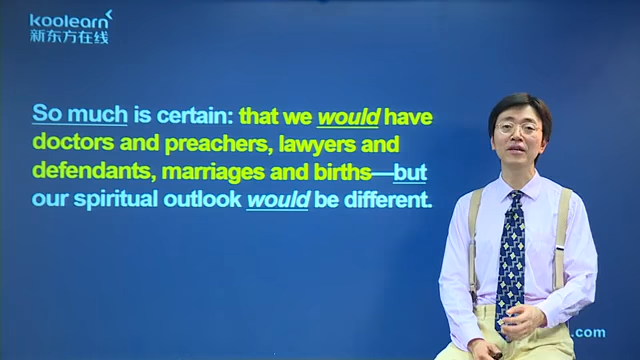 koolearn
新东方在线
So much is certain: that we would have
doctors and preachers, lawyers and
defendants, marriages and births—but
our spiritual outlook would be different.
.com